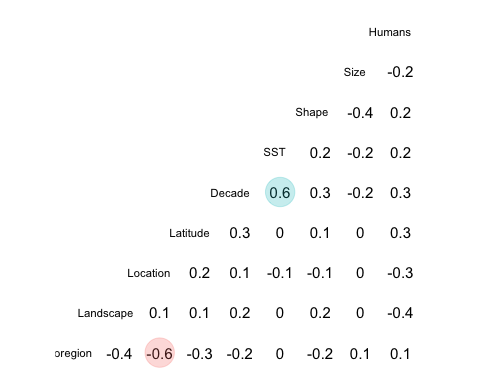 Humans
Size -0.2
Shape -0.4 0.2
SST 0.2 -0.2 0.2
Decade 0.6 0.3 -0.2 0.3
Latitude 0.3 0 0.1 0 0.3
Location 0.2 0.1 -0.1 -0.1 0 -0.3
Landscape 0.1 0.1 0.2 0 0.2 0 -0.4
oregion -0.4 -0.6 -0.3 -0.2 0 -0.2 0.1 0.1